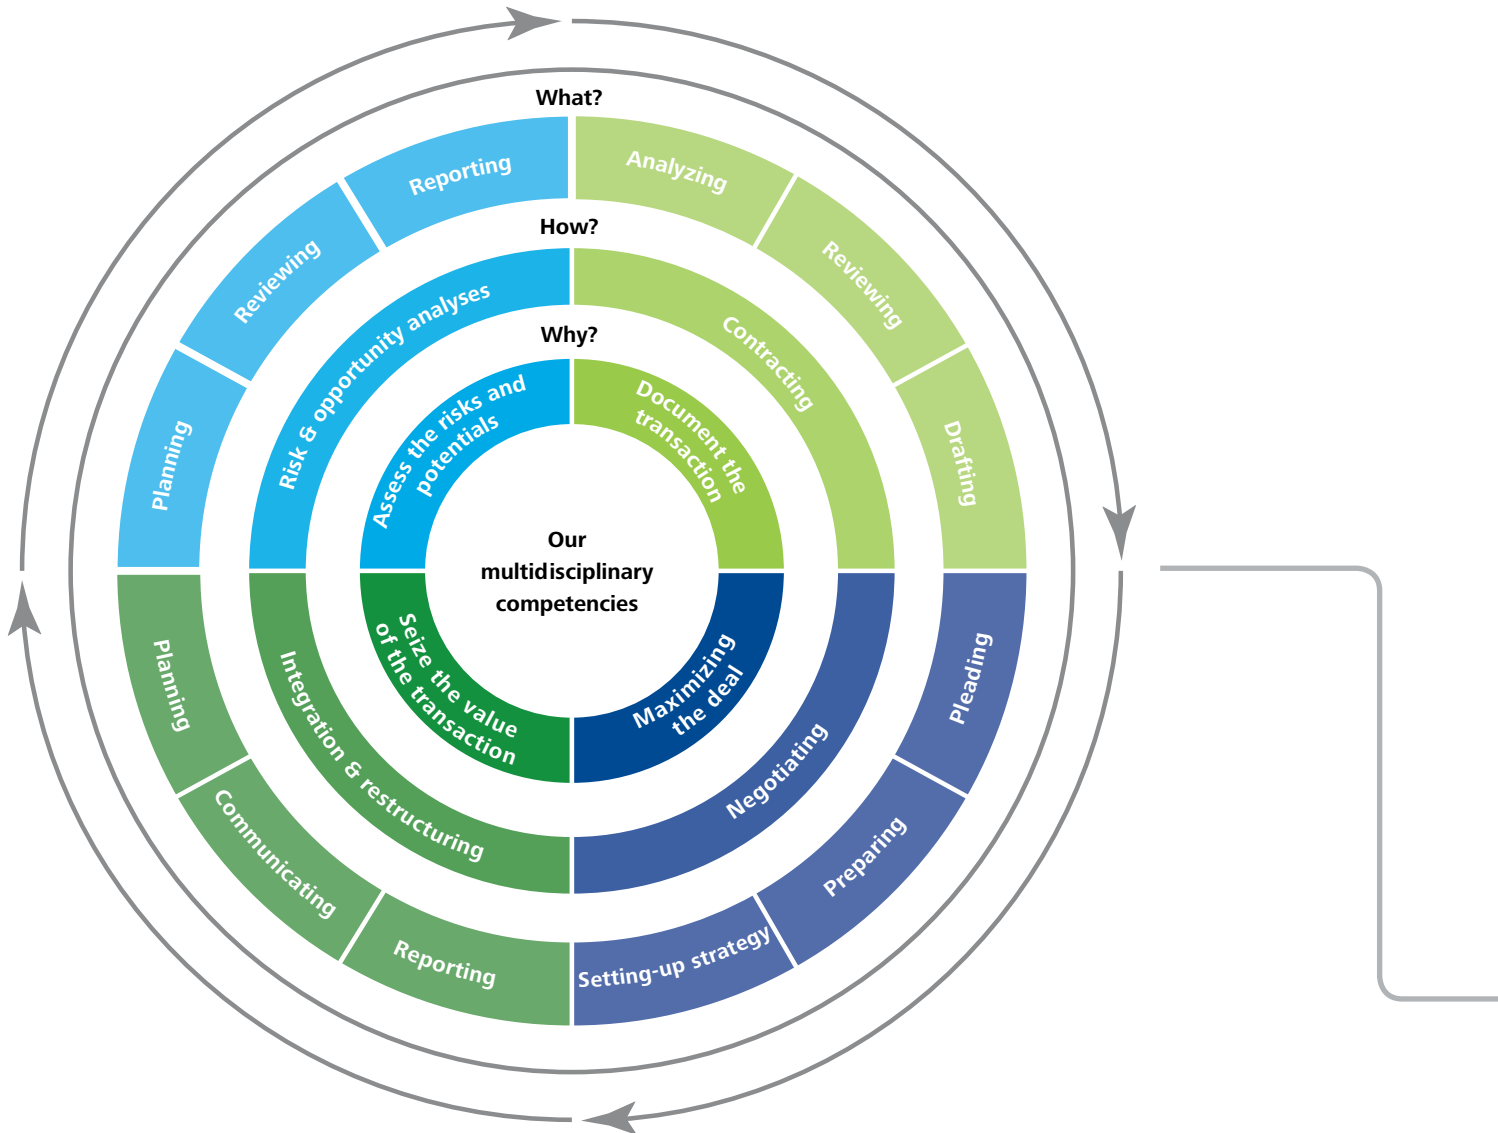 What?
Reporting
Analyzing
Reviewing
Reviewing
Planning
Drafting
How?
Risk & opportunity analyses
Contracting
Why?
Assess the risks and
potentials
Document the
transaction
Our
multidisciplinary
competencies
Seize the value
of the transaction
Maximizing
the deal
Integration & restructuring
Negotiating
Planning
Pleading
Communicating
Preparing
Reporting
Setting-up strategy